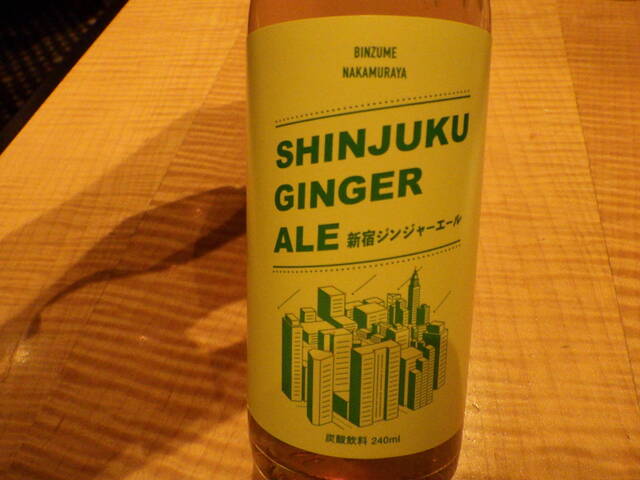 BINZUME
NAKAMURAYA
SHINJUKU
GINGER
ALE 新宿ジンジャーエール
炭酸飲料 240ml